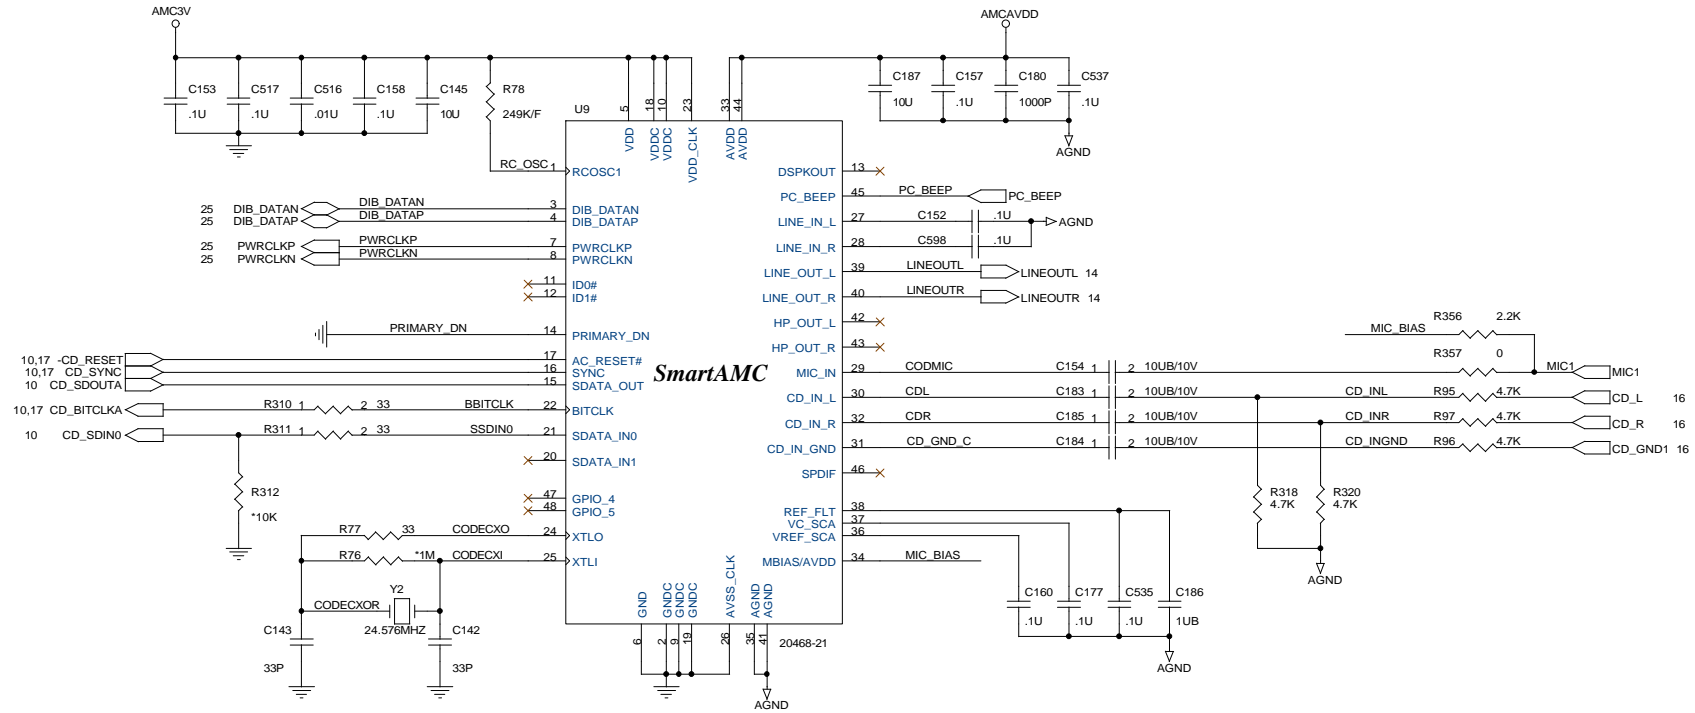 AMC3V
AMCAVDD
C153 .1U
C517 .1U
C516 .01U
C158 .1U
C145 10U
R78 249K/F
C187 10U
C157 .1U
C180 1000P
C537 .1U
AGND
U9
5 18 10 23 33 44
VDD VDDC VDDC VDD_CLK AVDD AVDD
RC_OSC 1 RCOSC1
25 DIB_DATAN DIB_DATAN 3 DIB_DATAN
25 DIB_DATAP DIB_DATAP 4 DIB_DATAP
25 PWRCLKP PWRCLKP 7 PWRCLKP
25 PWRCLKN PWRCLKN 8 PWRCLKN
11 ID0#
12 ID1#
PRIMARY_DN 14 PRIMARY_DN
10,17 -CD_RESET 17 AC_RESET#
10,17 CD_SYNC 16 SYNC
10 CD_SDOUTA 15 SDATA_OUT
10,17 CD_BITCLKA R310 1 2 33 BBITCLK 22 BITCLK
10 CD_SDIN0 R311 1 2 33 SSDIN0 21 SDATA_IN0
20 SDATA_IN1
R312 *10K
47 GPIO_4
48 GPIO_5
R77 33 CODECXO 24 XTLO
R76 *1M CODECXI 25 XTLI
Y2
CODECXOR
24.576MHZ
C143 33P
C142 33P
SmartAMC
DSPKOUT 13
PC_BEEP 45 PC_BEEP PC_BEEP
LINE_IN_L 27 C152 .1U AGND
LINE_IN_R 28 C598 .1U
LINE_OUT_L 39 LINEOUTL LINEOUTL 14
LINE_OUT_R 40 LINEOUTR LINEOUTR 14
HP_OUT_L 42
HP_OUT_R 43
MIC_BIAS R356 2.2K
R357 0
MIC_IN 29 CODMIC C154 1 2 10UB/10V MIC1 MIC1
CD_IN_L 30 CDL C183 1 2 10UB/10V CD_INL R95 4.7K CD_L 16
CD_IN_R 32 CDR C185 1 2 10UB/10V CD_INR R97 4.7K CD_R 16
CD_IN_GND 31 CD_GND_C C184 1 2 10UB/10V CD_INGND R96 4.7K CD_GND1 16
SPDIF 46
R318 4.7K
R320 4.7K
AGND
REF_FLT 38
VC_SCA 37
VREF_SCA 36
MBIAS/AVDD 34 MIC_BIAS
C160 .1U
C177 .1U
C535 .1U
C186 1UB
AGND
GND GNDC GNDC GNDC AVSS_CLK AGND AGND
6 2 9 19 26 35 41
20468-21
AGND